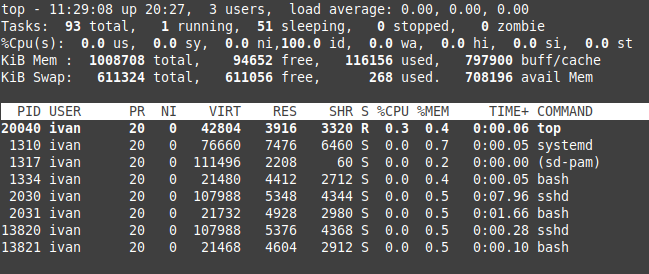 top - 11:29:08 up 20:27,  3 users,  load average: 0.00, 0.00, 0.00
Tasks:  93 total,   1 running,  51 sleeping,   0 stopped,   0 zombie
%Cpu(s):  0.0 us,  0.0 sy,  0.0 ni,100.0 id,  0.0 wa,  0.0 hi,  0.0 si,  0.0 st
KiB Mem :  1008708 total,    94652 free,   116156 used,   797900 buff/cache
KiB Swap:   611324 total,   611056 free,      268 used.   708196 avail Mem
PID USER      PR  NI    VIRT    RES    SHR S %CPU %MEM     TIME+ COMMAND
20040 ivan      20   0   42804   3916   3320 R  0.3  0.4   0:00.06 top
1310 ivan      20   0   76660   7476   6460 S  0.0  0.7   0:00.05 systemd
1317 ivan      20   0  111496   2208     60 S  0.0  0.2   0:00.00 (sd-pam)
1334 ivan      20   0   21480   4412   2712 S  0.0  0.4   0:00.05 bash
2030 ivan      20   0  107988   5348   4344 S  0.0  0.5   0:07.96 sshd
2031 ivan      20   0   21732   4928   2980 S  0.0  0.5   0:01.66 bash
13820 ivan      20   0  107988   5376   4368 S  0.0  0.5   0:00.28 sshd
13821 ivan      20   0   21468   4604   2912 S  0.0  0.5   0:00.10 bash